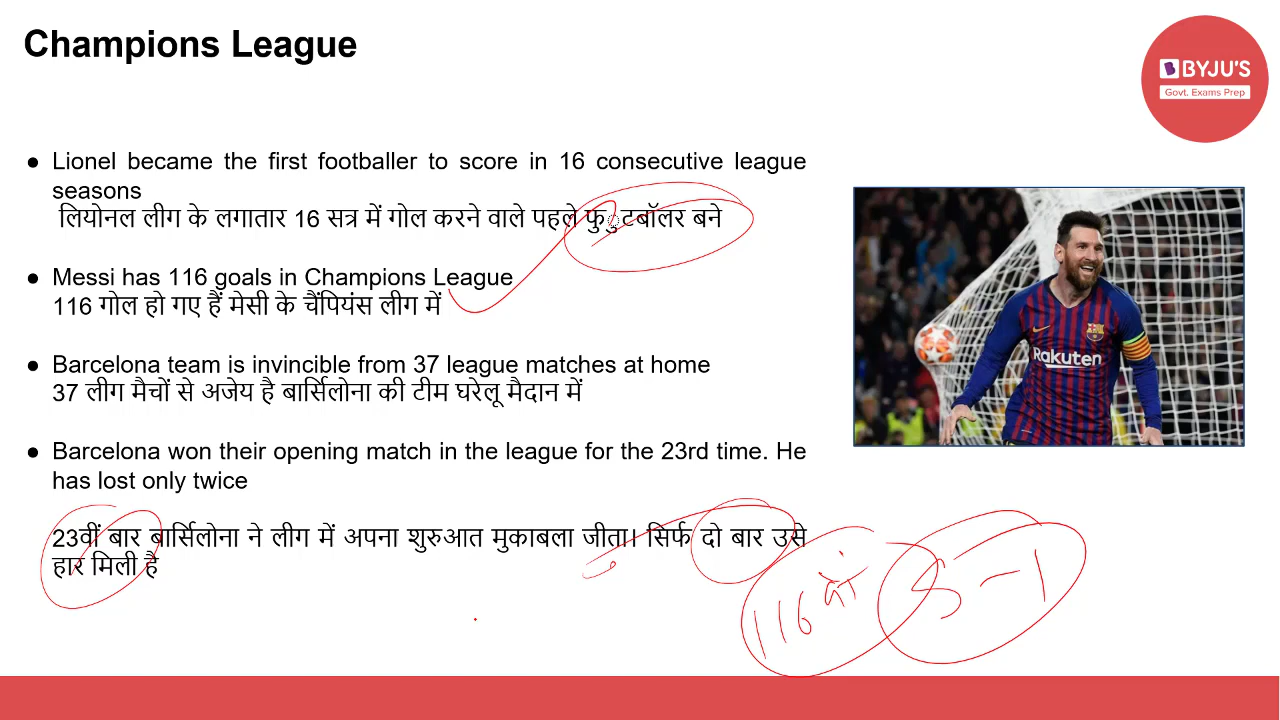 Champions League
BYJU'S
Govt. Exams Prep
● Lionel became the first footballer to score in 16 consecutive league
seasons
लियोनल लीग के लगातार 16 सत्र में गोल करने वाले पहले फुुटबॉलर बने
● Messi has 116 goals in Champions League
116 गोल हो गए हैं मेसी के चैंपियंस लीग में
● Barcelona team is invincible from 37 league matches at home
37 लीग मैचों से अजेय है बार्सिलोना की टीम घरेलू मैदान में
● Barcelona won their opening match in the league for the 23rd time. He
has lost only twice
23वीं बार बार्सिलोना ने लीग में अपना शुरुआत मुकाबला जीता। सिर्फ दो बार उसे
हार मिली है
Rakuten
116 5-1